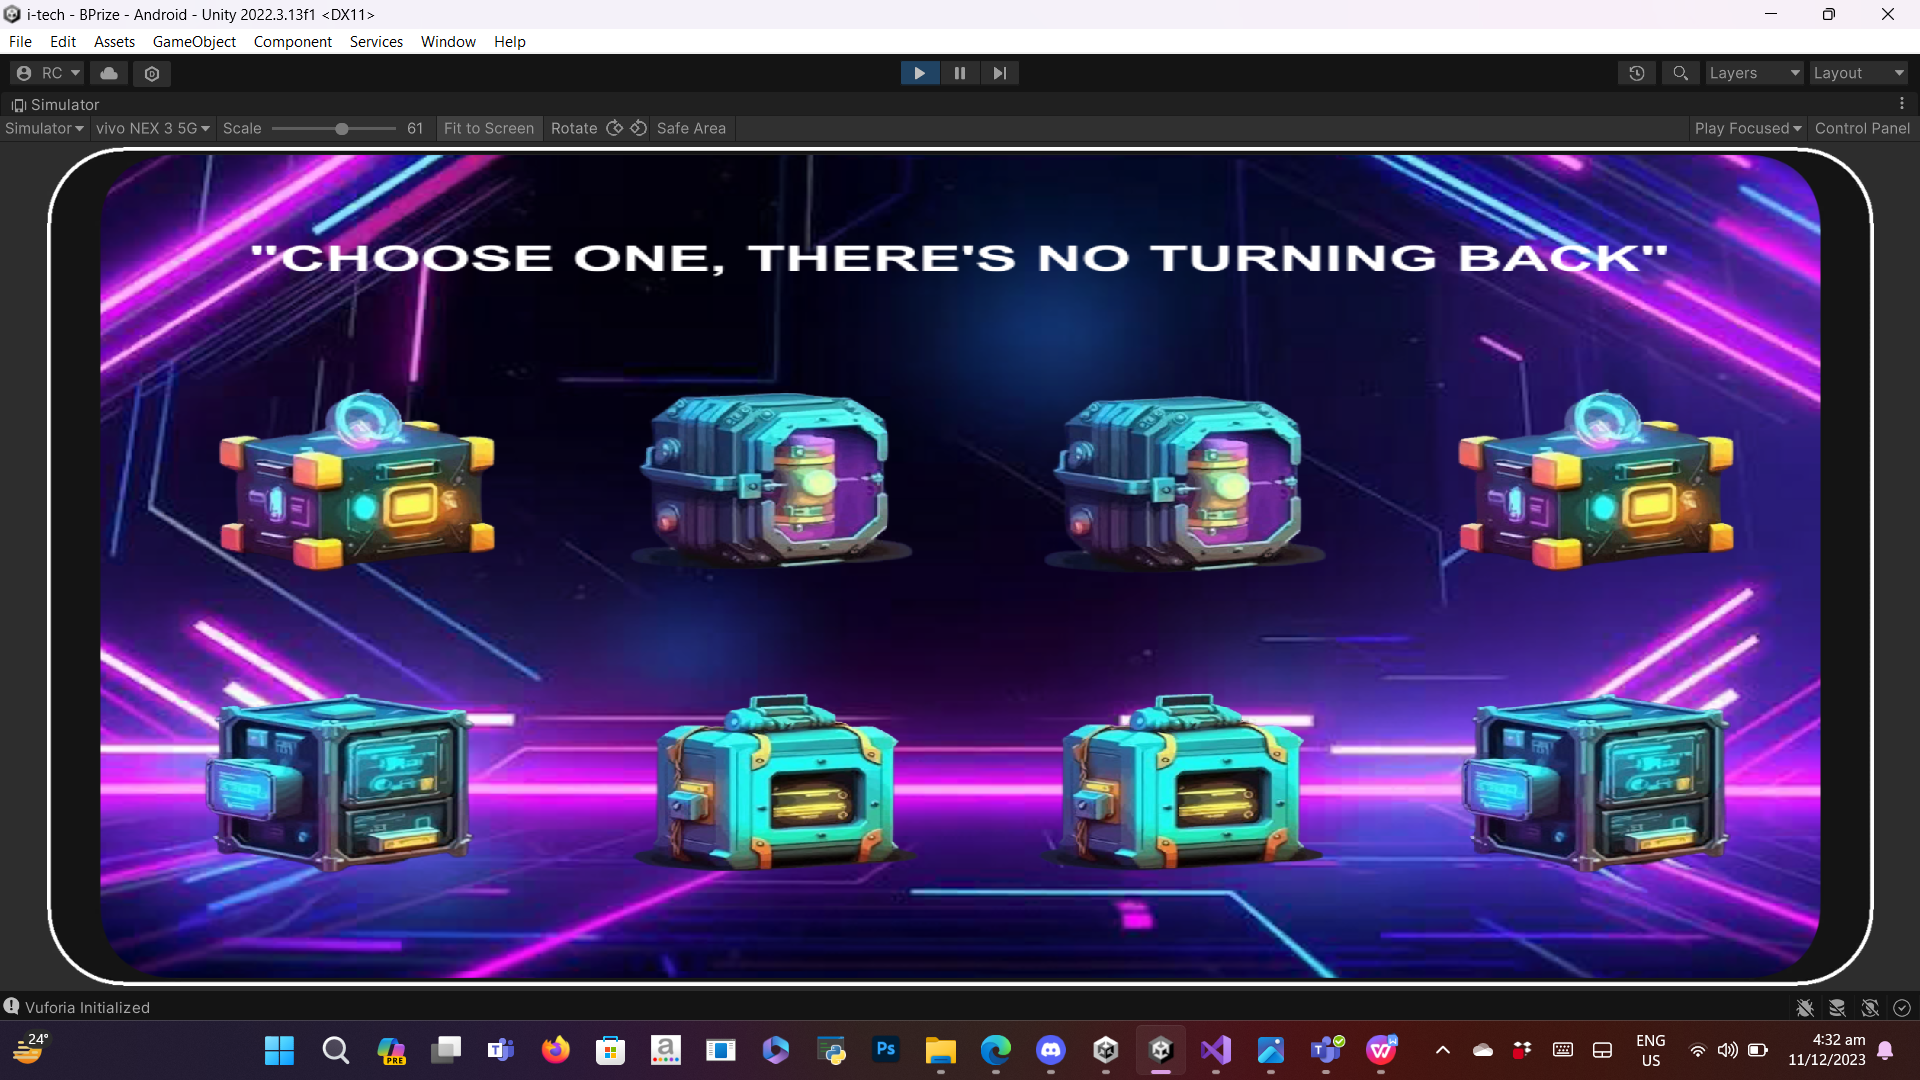 i-tech - BPrize - Android - Unity 2022.3.13f1 <DX11>
File Edit Assets GameObject Component Services Window Help
RC Layers Layout
Simulator
Simulator vivo NEX 3 5G Scale 61 Fit to Screen Rotate Safe Area Play Focused Control Panel
"CHOOSE ONE, THERE'S NO TURNING BACK"
Vuforia Initialized
24°
PRE
a
Ps
ENG
US
4:32 am
11/12/2023